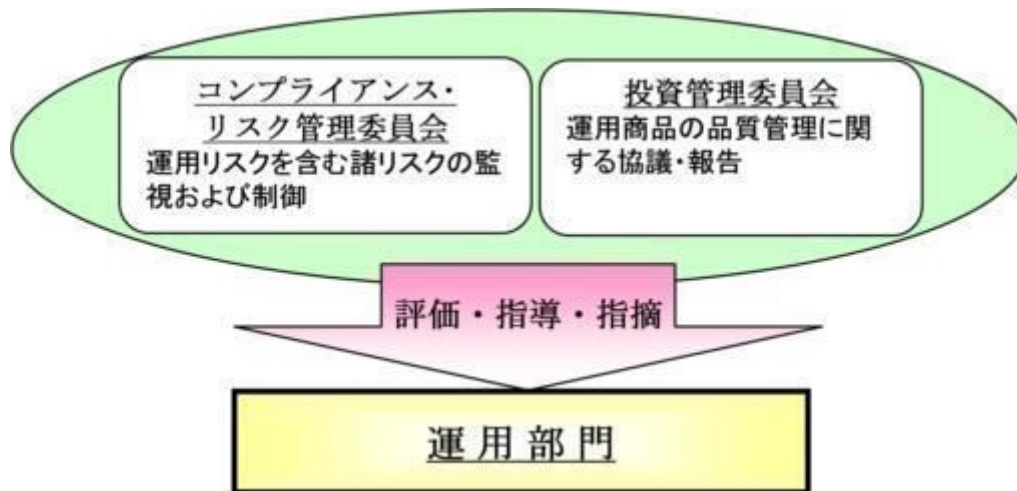 コンプライアンス・
リスク管理委員会
運用リスクを含む諸リスクの監
視および制御
投資管理委員会
運用商品の品質管理に関
する協議・報告
評価・指導・指摘
運用部門